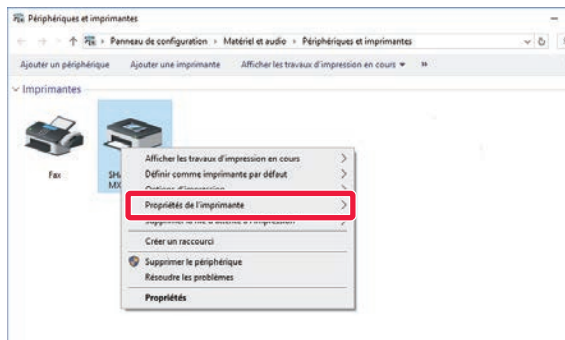 Périphériques et imprimantes
Panneau de configuration › Matériel et audio › Périphériques et imprimantes
Ajouter un périphérique Ajouter une imprimante Afficher les travaux d'impression en cours »
Imprimantes
Fax
SHA
MX
Afficher les travaux d'impression en cours
Définir comme imprimante par défaut
Options d'impression
Propriétés de l'imprimante
Supprimer la file d'attente à l'impression
Créer un raccourci
Supprimer le périphérique
Résoudre les problèmes
Propriétés